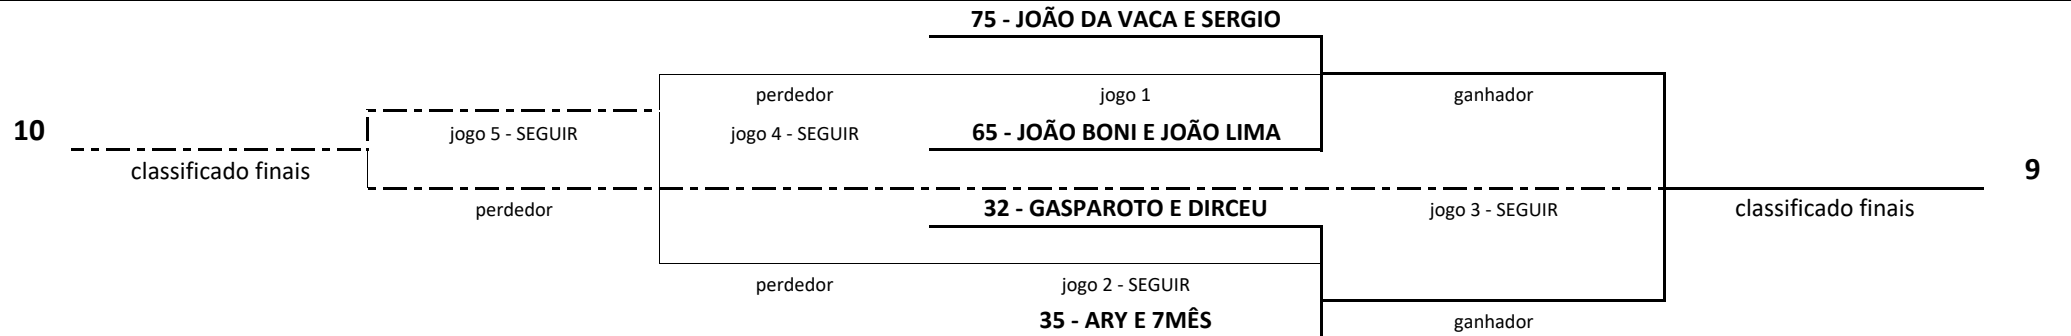 75 - JOÃO DA VACA E SERGIO
perdedor jogo 1 ganhador
10 jogo 5 - SEGUIR jogo 4 - SEGUIR 65 - JOÃO BONI E JOÃO LIMA
classificado finais 9
perdedor 32 - GASPAROTO E DIRCEU jogo 3 - SEGUIR classificado finais
perdedor jogo 2 - SEGUIR
35 - ARY E 7MÊS ganhador